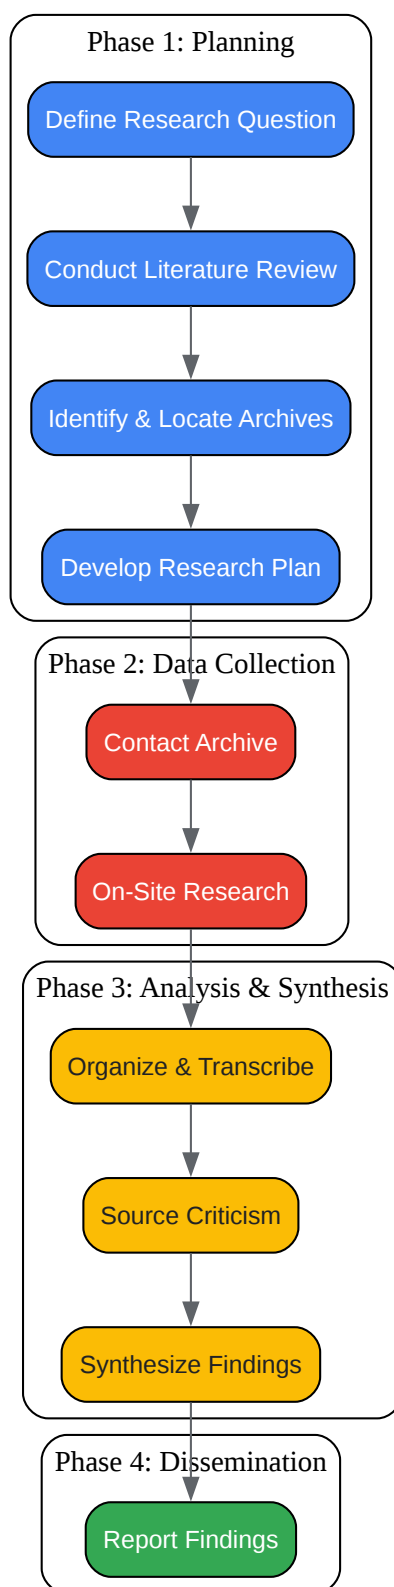 Phase 1: Planning
Define Research Question
Conduct Literature Review
Identify & Locate Archives
Develop Research Plan
Phase 2: Data Collection
Contact Archive
On-Site Research
Phase 3: Analysis & Synthesis
Organize & Transcribe
Source Criticism
Synthesize Findings
Phase 4: Dissemination
Report Findings